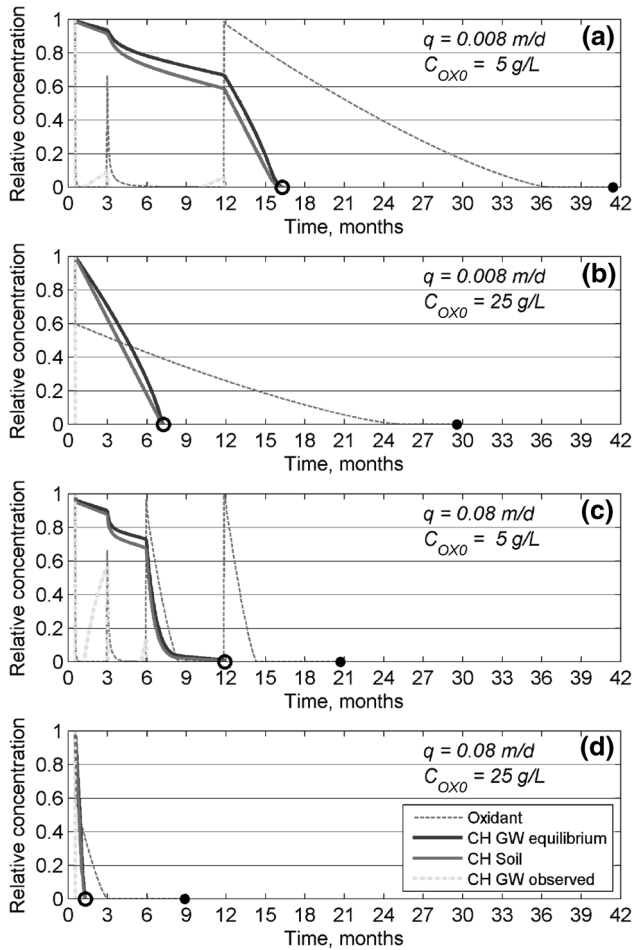 Relative concentration
1
0.8
0.6
0.4
0.2
0
(a)
q = 0.008 m/d
C_OX0 = 5 g/L
0 3 6 9 12 15 18 21 24 27 30 33 36 39 42
Time, months
Relative concentration
1
0.8
0.6
0.4
0.2
0
(b)
q = 0.008 m/d
C_OX0 = 25 g/L
0 3 6 9 12 15 18 21 24 27 30 33 36 39 42
Time, months
Relative concentration
1
0.8
0.6
0.4
0.2
0
(c)
q = 0.08 m/d
C_OX0 = 5 g/L
0 3 6 9 12 15 18 21 24 27 30 33 36 39 42
Time, months
Relative concentration
1
0.8
0.6
0.4
0.2
0
(d)
q = 0.08 m/d
C_OX0 = 25 g/L
Oxidant
CH GW equilibrium
CH Soil
CH GW observed
0 3 6 9 12 15 18 21 24 27 30 33 36 39 42
Time, months